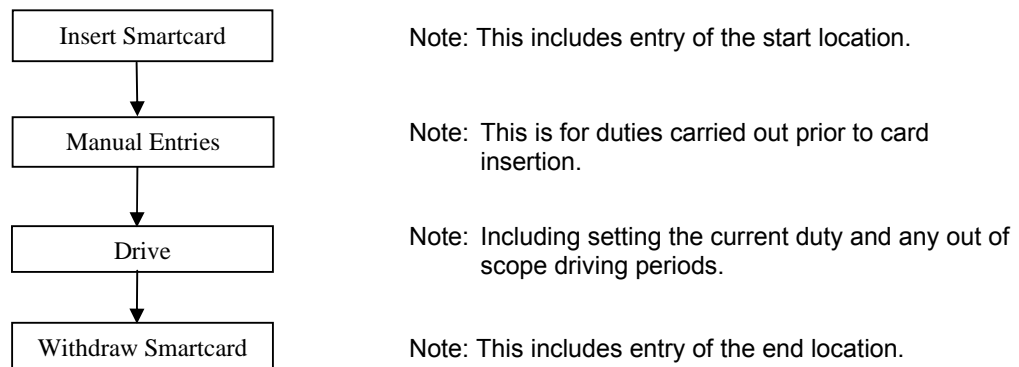 Insert Smartcard
Note: This includes entry of the start location.
Manual Entries
Note: This is for duties carried out prior to card
insertion.
Drive
Note: Including setting the current duty and any out of
scope driving periods.
Withdraw Smartcard
Note: This includes entry of the end location.